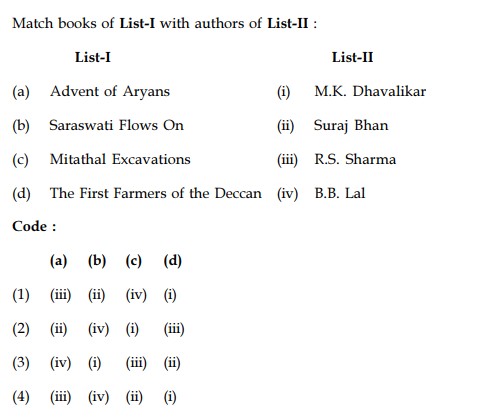 Match books of List-I with authors of List-II :
List-I List-II
(a) Advent of Aryans (i) M.K. Dhavalikar
(b) Saraswati Flows On (ii) Suraj Bhan
(c) Mitathal Excavations (iii) R.S. Sharma
(d) The First Farmers of the Deccan (iv) B.B. Lal
Code :
(a) (b) (c) (d)
(1) (iii) (ii) (iv) (i)
(2) (ii) (iv) (i) (iii)
(3) (iv) (i) (iii) (ii)
(4) (iii) (iv) (ii) (i)